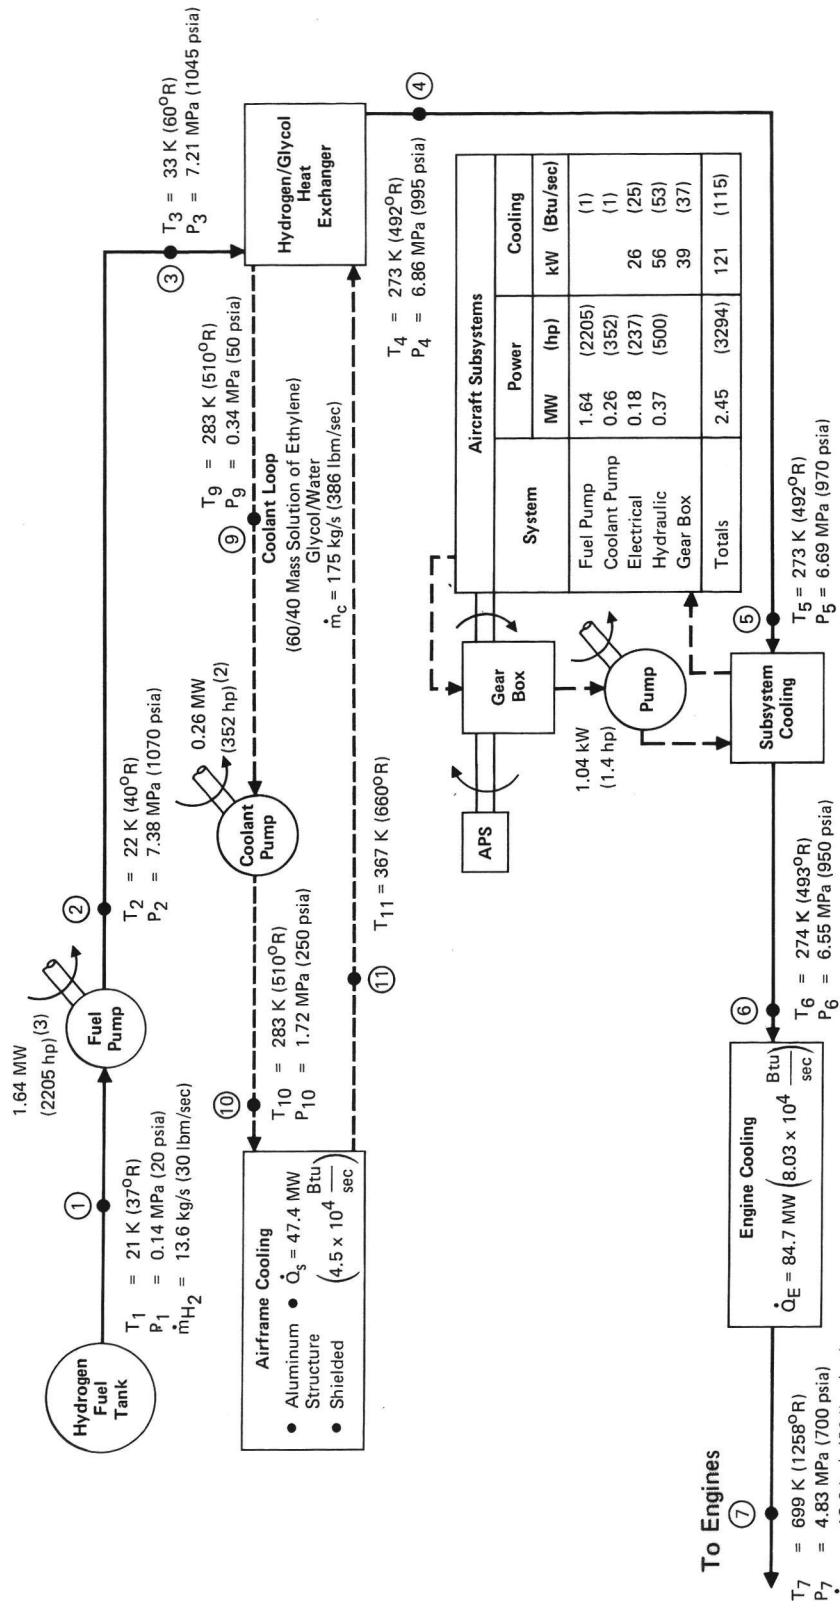 Hydrogen
Fuel
Tank
1
T1 = 21 K (37°R)
P1 = 0.14 MPa (20 psia)
ṁH2 = 13.6 kg/s (30 lbm/sec)
1.64 MW
(2205 hp)(3)
Fuel
Pump
2
T2 = 22 K (40°R)
P2 = 7.38 MPa (1070 psia)
3
T3 = 33 K (60°R)
P3 = 7.21 MPa (1045 psia)
Hydrogen/Glycol
Heat
Exchanger
T9 = 283 K (510°R)
P9 = 0.34 MPa (50 psia)
9
Coolant Loop
(60/40 Mass Solution of Ethylene)
Glycol/Water
ṁc = 175 kg/s (386 lbm/sec)
0.26 MW
(352 hp)(2)
Coolant
Pump
10
T10 = 283 K (510°R)
P10 = 1.72 MPa (250 psia)
Airframe Cooling
• Aluminum
Structure
• Shielded
• Q̇s = 47.4 MW
(4.5 x 10⁴ Btu/sec)
11
T11 = 367 K (660°R)
4
T4 = 273 K (492°R)
P4 = 6.86 MPa (995 psia)
Aircraft Subsystems
System Power Cooling
MW (hp) kW (Btu/sec)
Fuel Pump 1.64 (2205) (1)
Coolant Pump 0.26 (352) (1)
Electrical 0.18 (237) 26 (25)
Hydraulic 0.37 (500) 56 (53)
Gear Box 39 (37)
Totals 2.45 (3294) 121 (115)
APS
Gear
Box
1.04 kW
(1.4 hp)
Pump
Subsystem
Cooling
5
T5 = 273 K (492°R)
P5 = 6.69 MPa (970 psia)
6
T6 = 274 K (493°R)
P6 = 6.55 MPa (950 psia)
Engine Cooling
Q̇E = 84.7 MW (8.03 x 10⁴ Btu/sec)
To Engines
7
T7 = 699 K (1258°R)
P7 = 4.83 MPa (700 psia)